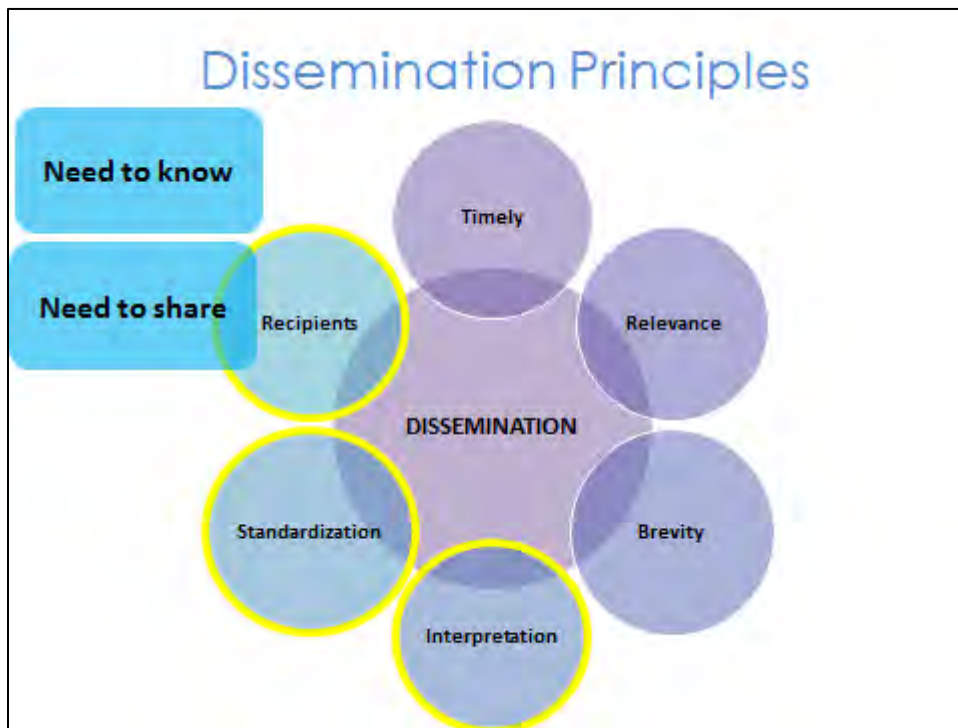 Dissemination Principles
Need to know
Need to share
Timely
Relevance
Recipients
DISSEMINATION
Standardization
Brevity
Interpretation